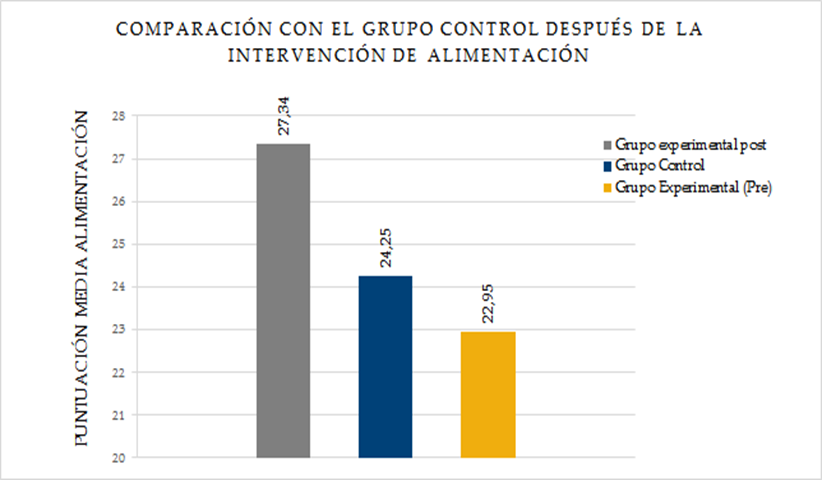 COMPARACIÓN CON EL GRUPO CONTROL DESPUÉS DE LA
INTERVENCIÓN DE ALIMENTACIÓN
PUNTUACIÓN MEDIA ALIMENTACIÓN
28
27
26
25
24
23
22
21
20
27,34
24,25
22,95
Grupo experimental post
Grupo Control
Grupo Experimental (Pre)